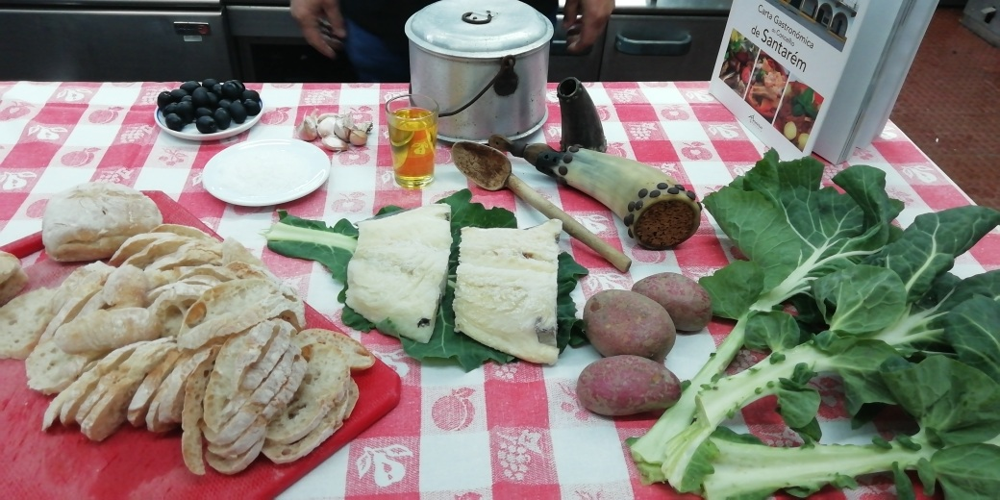 Carta Gastronómica
do Concelho
de Santarém